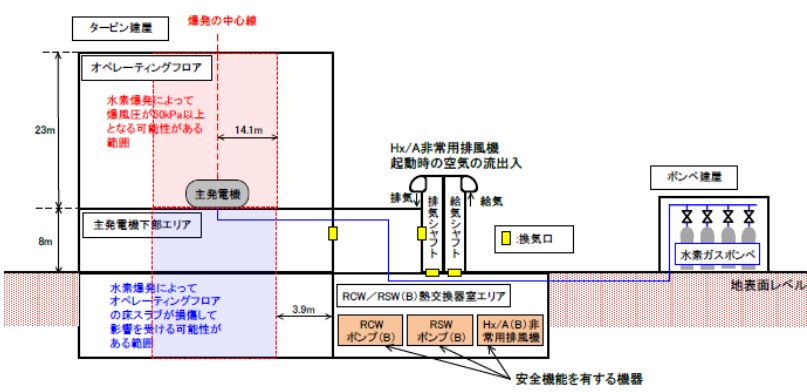 タービン建屋
爆発の中心線
オペレーティングフロア
水素爆発によって
爆風圧が50kPa以上
となる可能性がある
範囲
23m
14.1m
主発電機
Hx/A非常用排風機
起動時の空気の流出入
排気
給気
排気シャフト
給気シャフト
ボンベ建屋
主発電機下部エリア
8m
:換気口
水素ガスボンベ
地表面レベル
水素爆発によって
オペレーティングフロア
の床スラブが損傷して
影響を受ける可能性が
ある範囲
3.9m
RCW/RSW(B)熱交換器室エリア
RCW
ポンプ(B)
RSW
ポンプ(B)
Hx/A(B)非
常用排風機
安全機能を有する機器